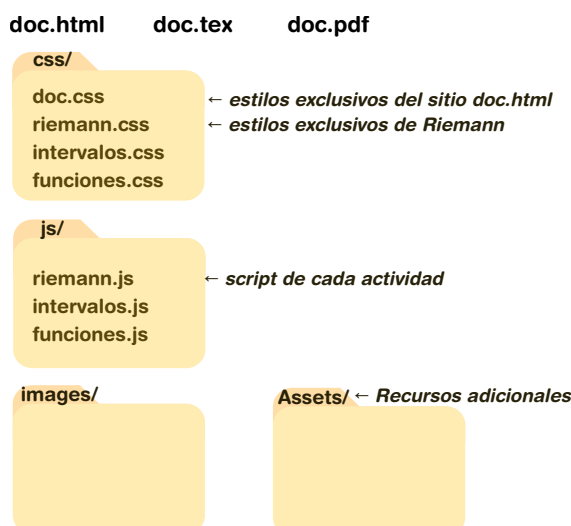 doc.html doc.tex doc.pdf
css/
doc.css ← estilos exclusivos del sitio doc.html
riemann.css ← estilos exclusivos de Riemann
intervalos.css
funciones.css
js/
riemann.js ← script de cada actividad
intervalos.js
funciones.js
images/ Assets/ ← Recursos adicionales